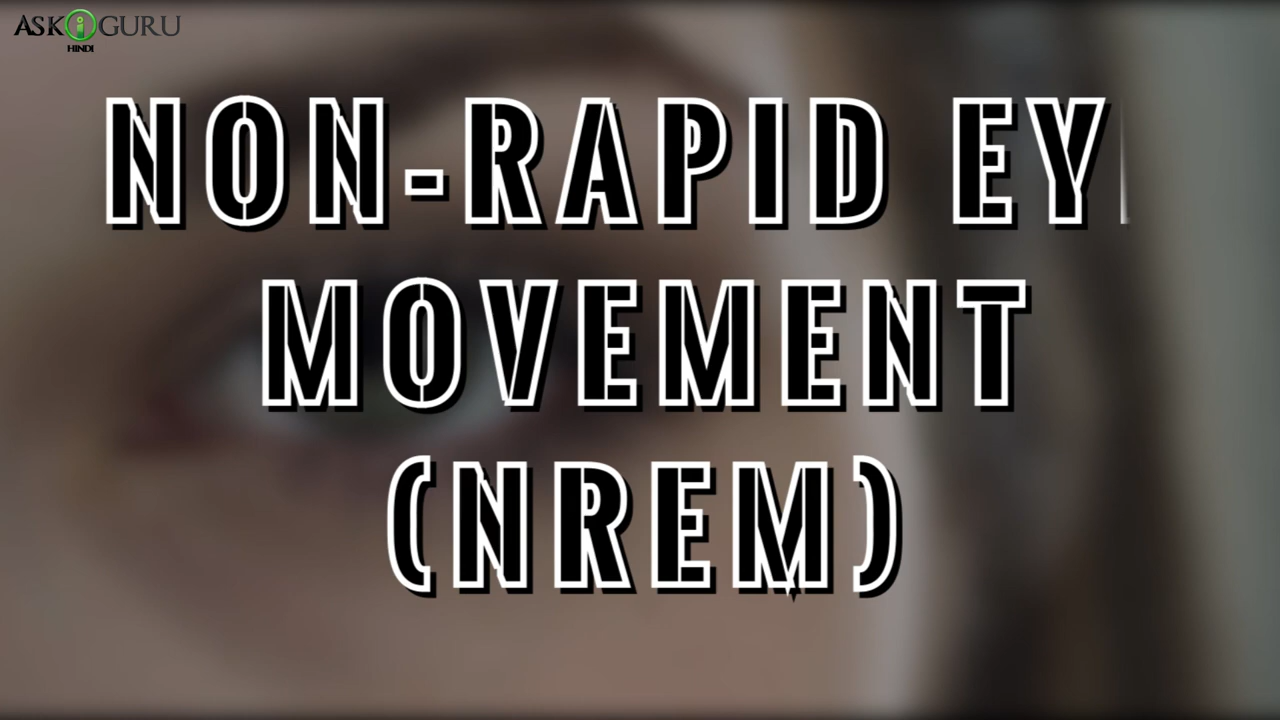 ASKiGURU
HINDI
NON-RAPID EY
MOVEMENT
(NREM)